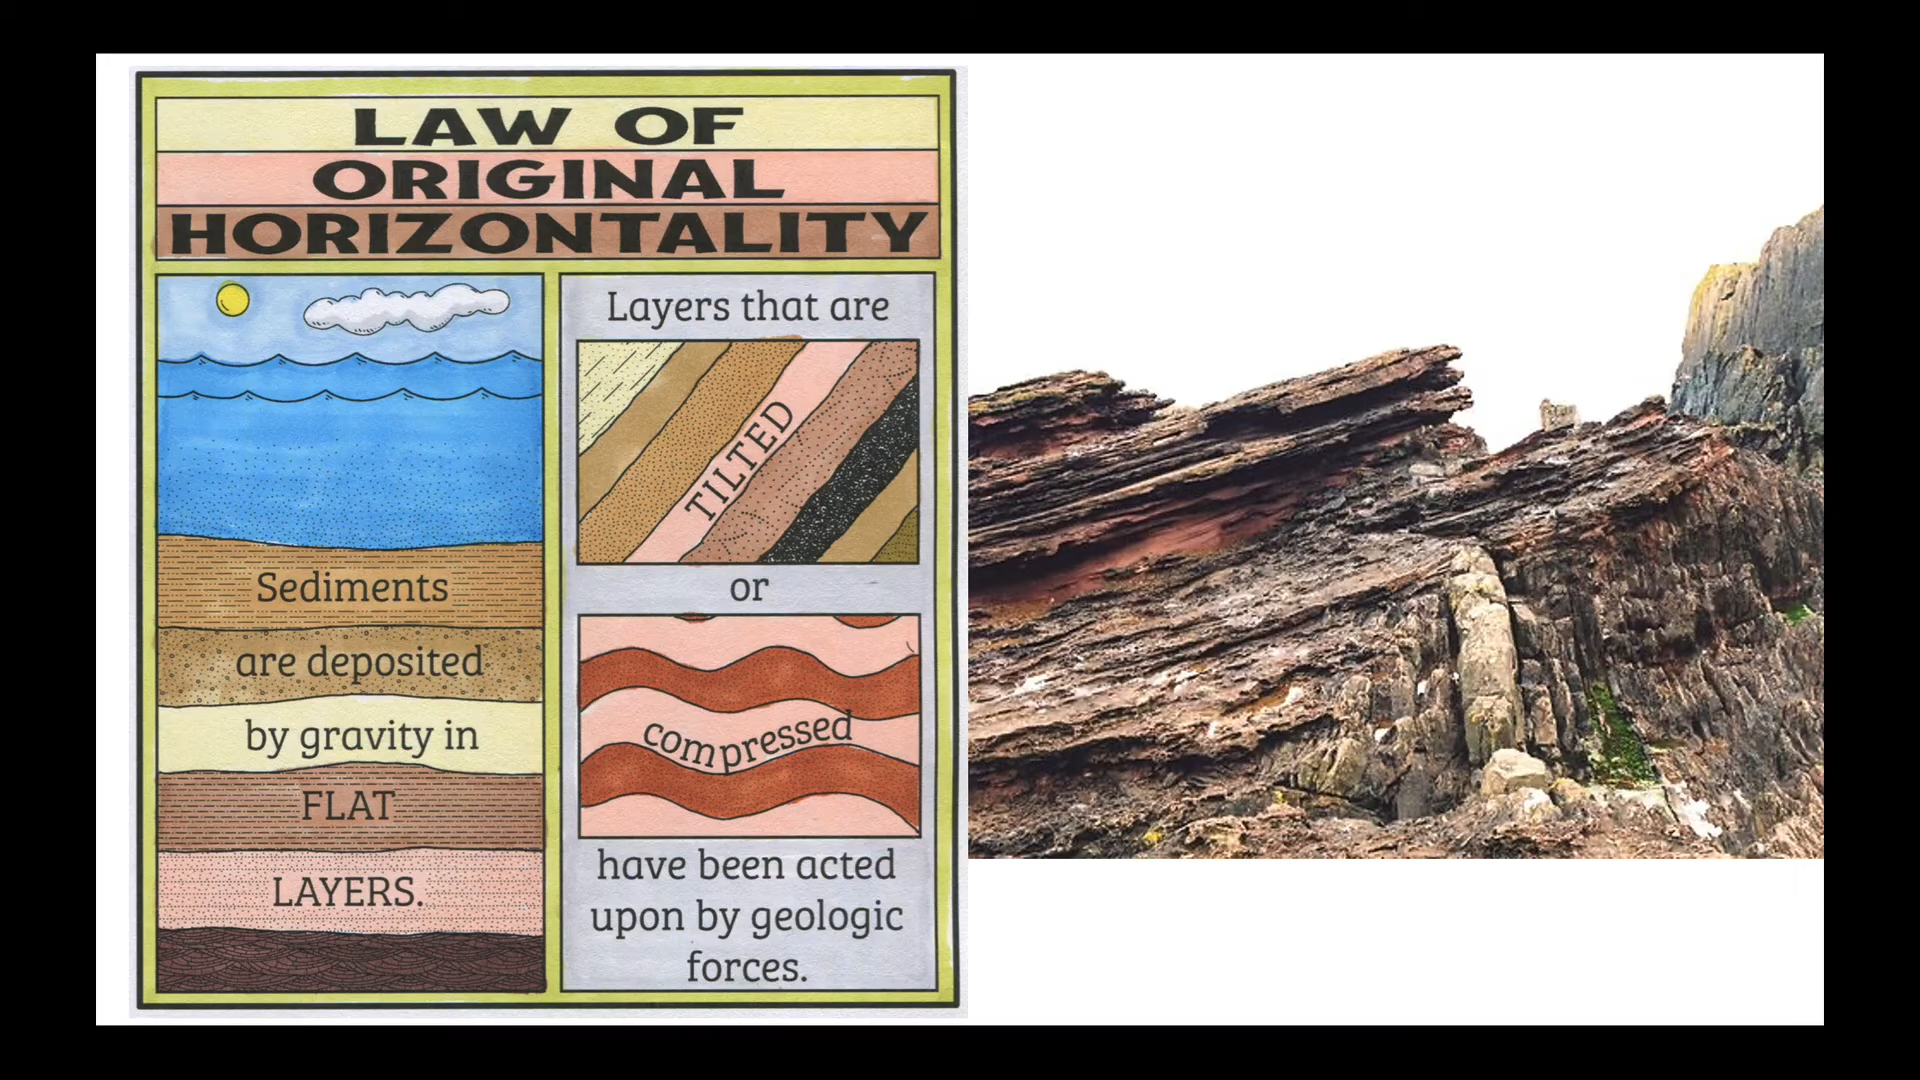 LAW OF
ORIGINAL
HORIZONTALITY
Sediments
are deposited
by gravity in
FLAT
LAYERS.
Layers that are
TILTED
or
compressed
have been acted
upon by geologic
forces.